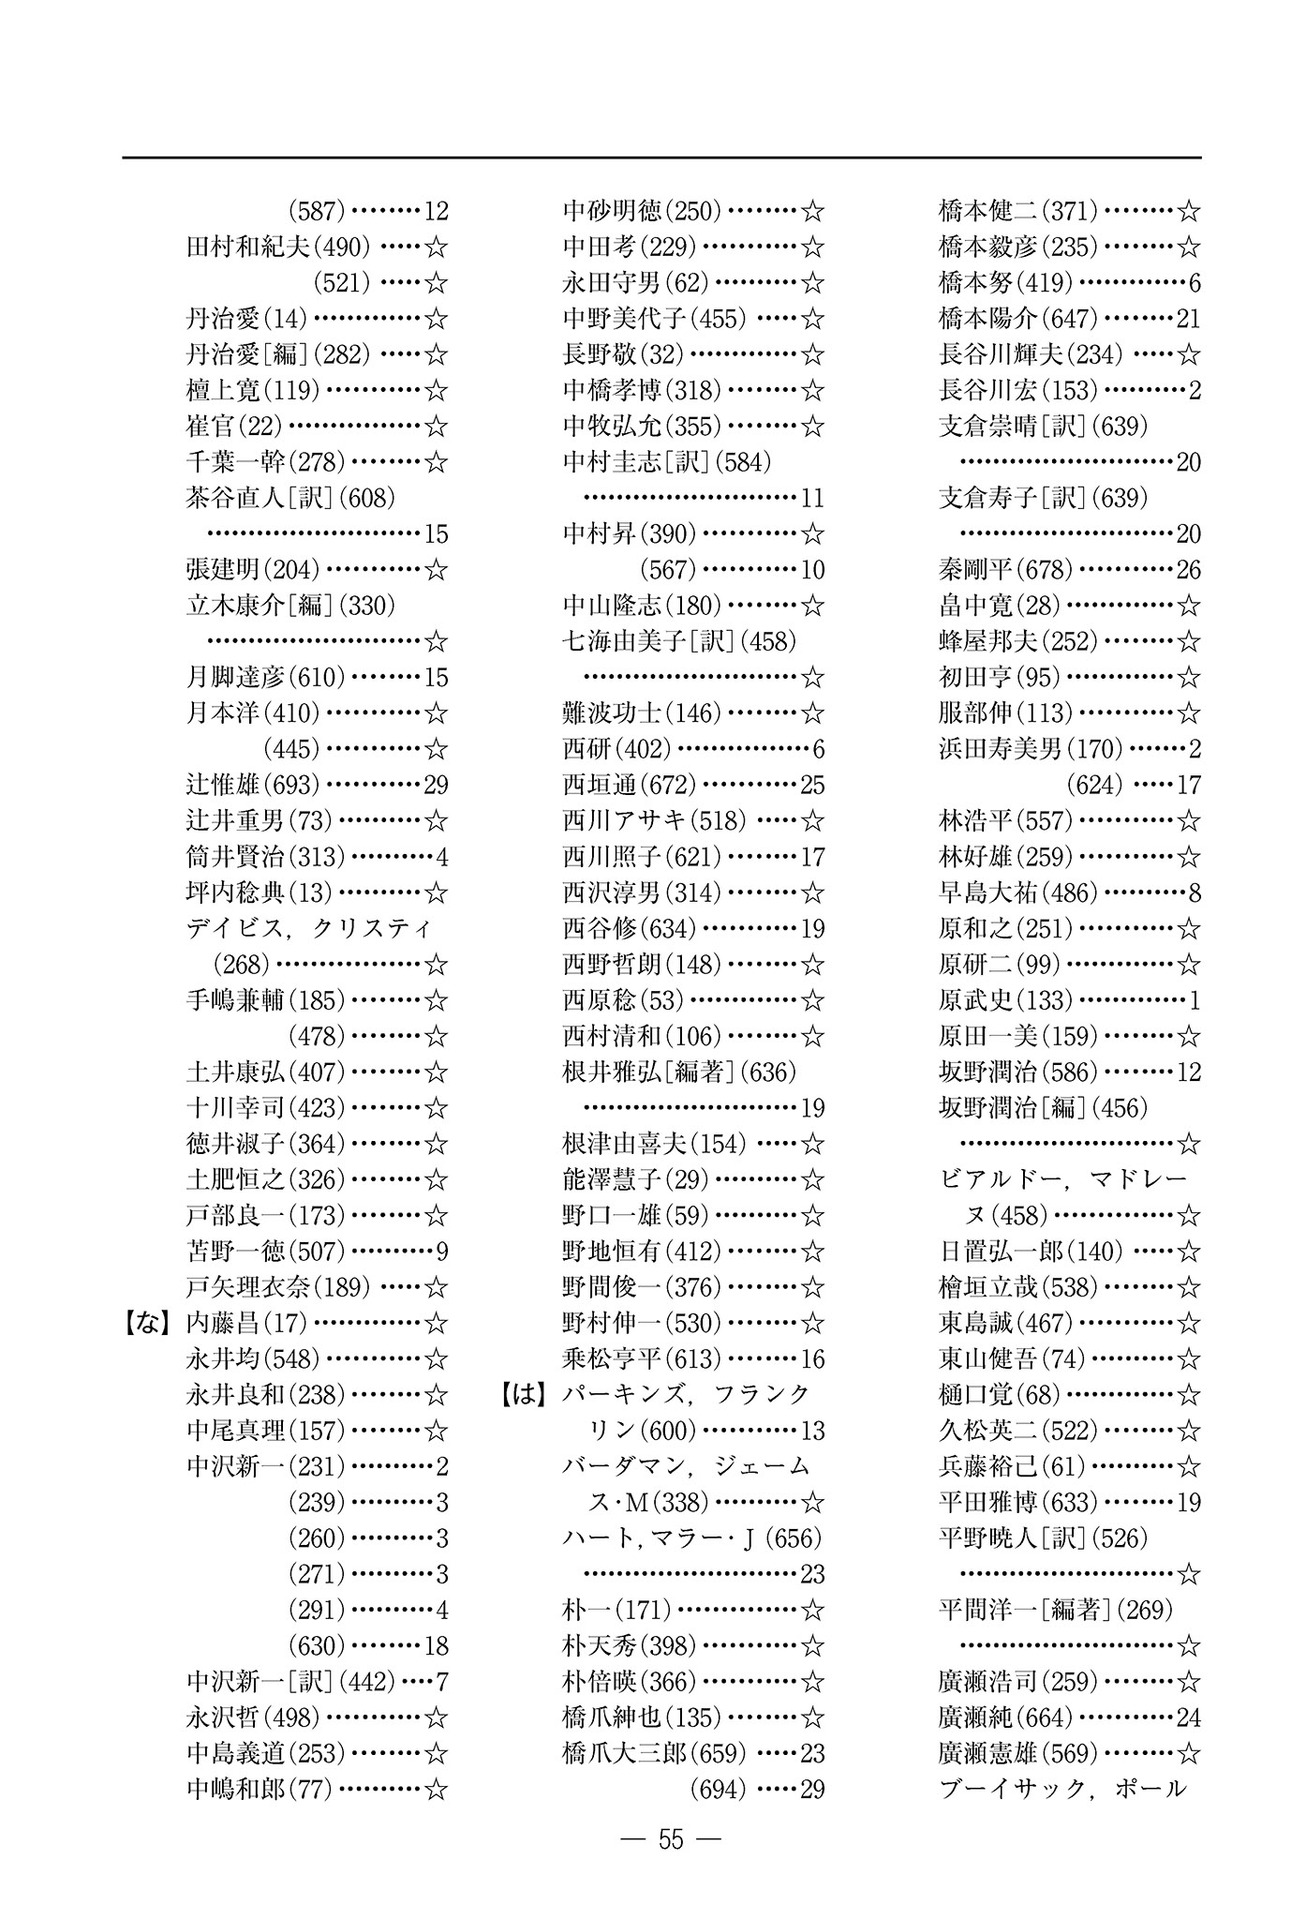 (587)········12
田村和紀夫(490) ·····☆
(521) ·····☆
丹治愛(14)·············☆
丹治愛[編](282) ·····☆
檀上寛(119)···········☆
崔官(22)················☆
千葉一幹(278)········☆
茶谷直人[訳](608)
··························15
張建明(204)···········☆
立木康介[編](330)
··························☆
月脚達彦(610)········15
月本洋(410)···········☆
(445)···········☆
辻惟雄(693)···········29
辻井重男(73)··········☆
筒井賢治(313)··········4
坪内稔典(13)··········☆
デイビス，クリスティ
(268)·················☆
手嶋兼輔(185)········☆
(478)········☆
土井康弘(407)········☆
十川幸司(423)········☆
徳井淑子(364)········☆
土肥恒之(326)········☆
戸部良一(173)········☆
苫野一徳(507)··········9
戸矢理衣奈(189) ·····☆
【な】内藤昌(17)·············☆
永井均(548)···········☆
永井良和(238)········☆
中尾真理(157)········☆
中沢新一(231)··········2
(239)··········3
(260)··········3
(271)··········3
(291)··········4
(630)········18
中沢新一[訳](442)····7
永沢哲(498)···········☆
中島義道(253)········☆
中嶋和郎(77)··········☆
中砂明徳(250)········☆
中田考(229)···········☆
永田守男(62)··········☆
中野美代子(455) ·····☆
長野敬(32)·············☆
中橋孝博(318)········☆
中牧弘允(355)········☆
中村圭志[訳](584)
··························11
中村昇(390)···········☆
(567)···········10
中山隆志(180)········☆
七海由美子[訳](458)
··························☆
難波功士(146)········☆
西研(402)················6
西垣通(672)···········25
西川アサキ(518) ·····☆
西川照子(621)········17
西沢淳男(314)········☆
西谷修(634)···········19
西野哲朗(148)········☆
西原稔(53)·············☆
西村清和(106)········☆
根井雅弘[編著](636)
··························19
根津由喜夫(154) ·····☆
能澤慧子(29)··········☆
野口一雄(59)··········☆
野地恒有(412)········☆
野間俊一(376)········☆
野村伸一(530)········☆
乗松亨平(613)········16
【は】パーキンズ，フランク
リン(600)···········13
バーダマン，ジェーム
ス・M(338)··········☆
ハート，マラー・J (656)
··························23
朴一(171)··············☆
朴天秀(398)···········☆
朴倍暎(366)···········☆
橋爪紳也(135)········☆
橋爪大三郎(659) ·····23
(694) ·····29
橋本健二(371)········☆
橋本毅彦(235)········☆
橋本努(419)·············6
橋本陽介(647)········21
長谷川輝夫(234) ·····☆
長谷川宏(153)··········2
支倉崇晴[訳](639)
··························20
支倉寿子[訳](639)
··························20
秦剛平(678)···········26
畠中寛(28)·············☆
蜂屋邦夫(252)········☆
初田亨(95)·············☆
服部伸(113)···········☆
浜田寿美男(170)·······2
(624) ·····17
林浩平(557)···········☆
林好雄(259)···········☆
早島大祐(486)··········8
原和之(251)···········☆
原研二(99)·············☆
原武史(133)·············1
原田一美(159)········☆
坂野潤治(586)········12
坂野潤治[編](456)
··························☆
ビアルドー，マドレー
ヌ(458)··············☆
日置弘一郎(140) ·····☆
檜垣立哉(538)········☆
東島誠(467)···········☆
東山健吾(74)··········☆
樋口覚(68)·············☆
久松英二(522)········☆
兵藤裕己(61)··········☆
平田雅博(633)········19
平野暁人[訳](526)
··························☆
平間洋一[編著](269)
··························☆
廣瀬浩司(259)········☆
廣瀬純(664)···········24
廣瀬憲雄(569)········☆
ブーイサック，ポール
— 55 —